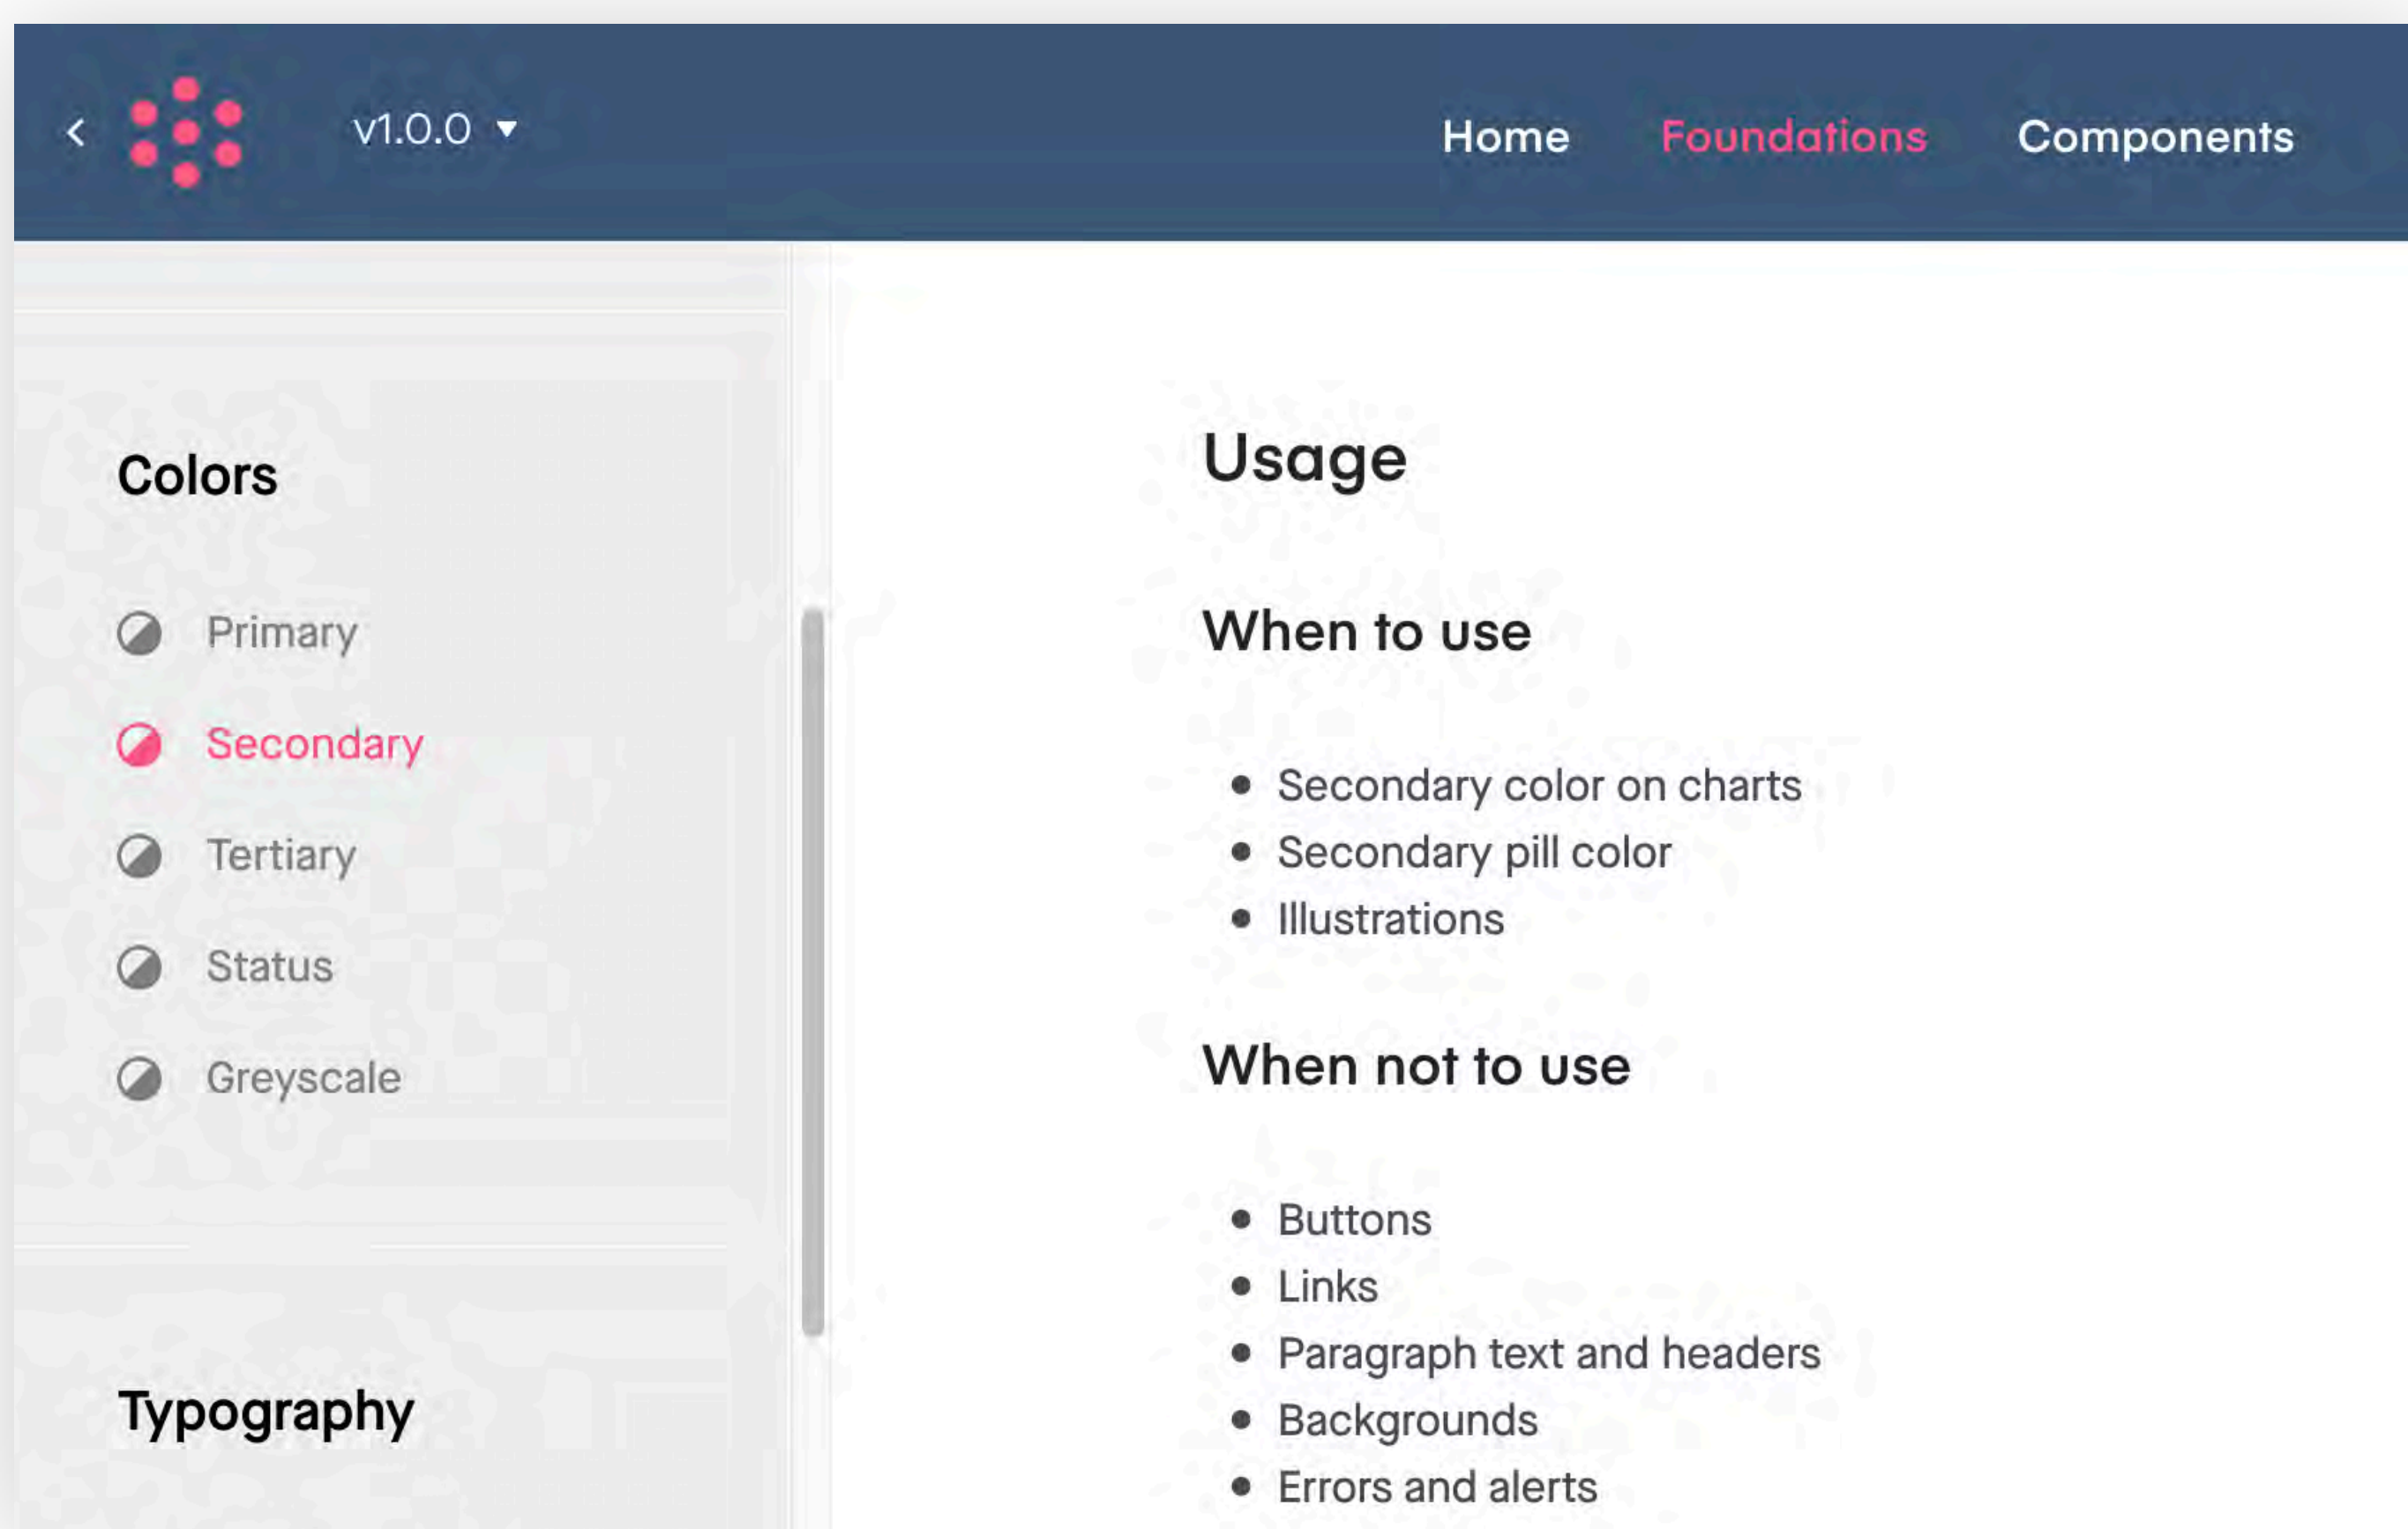 v1.0.0
Home Foundations Components
Colors
Primary
Secondary
Tertiary
Status
Greyscale
Typography
Usage
When to use
Secondary color on charts
Secondary pill color
Illustrations
When not to use
Buttons
Links
Paragraph text and headers
Backgrounds
Errors and alerts